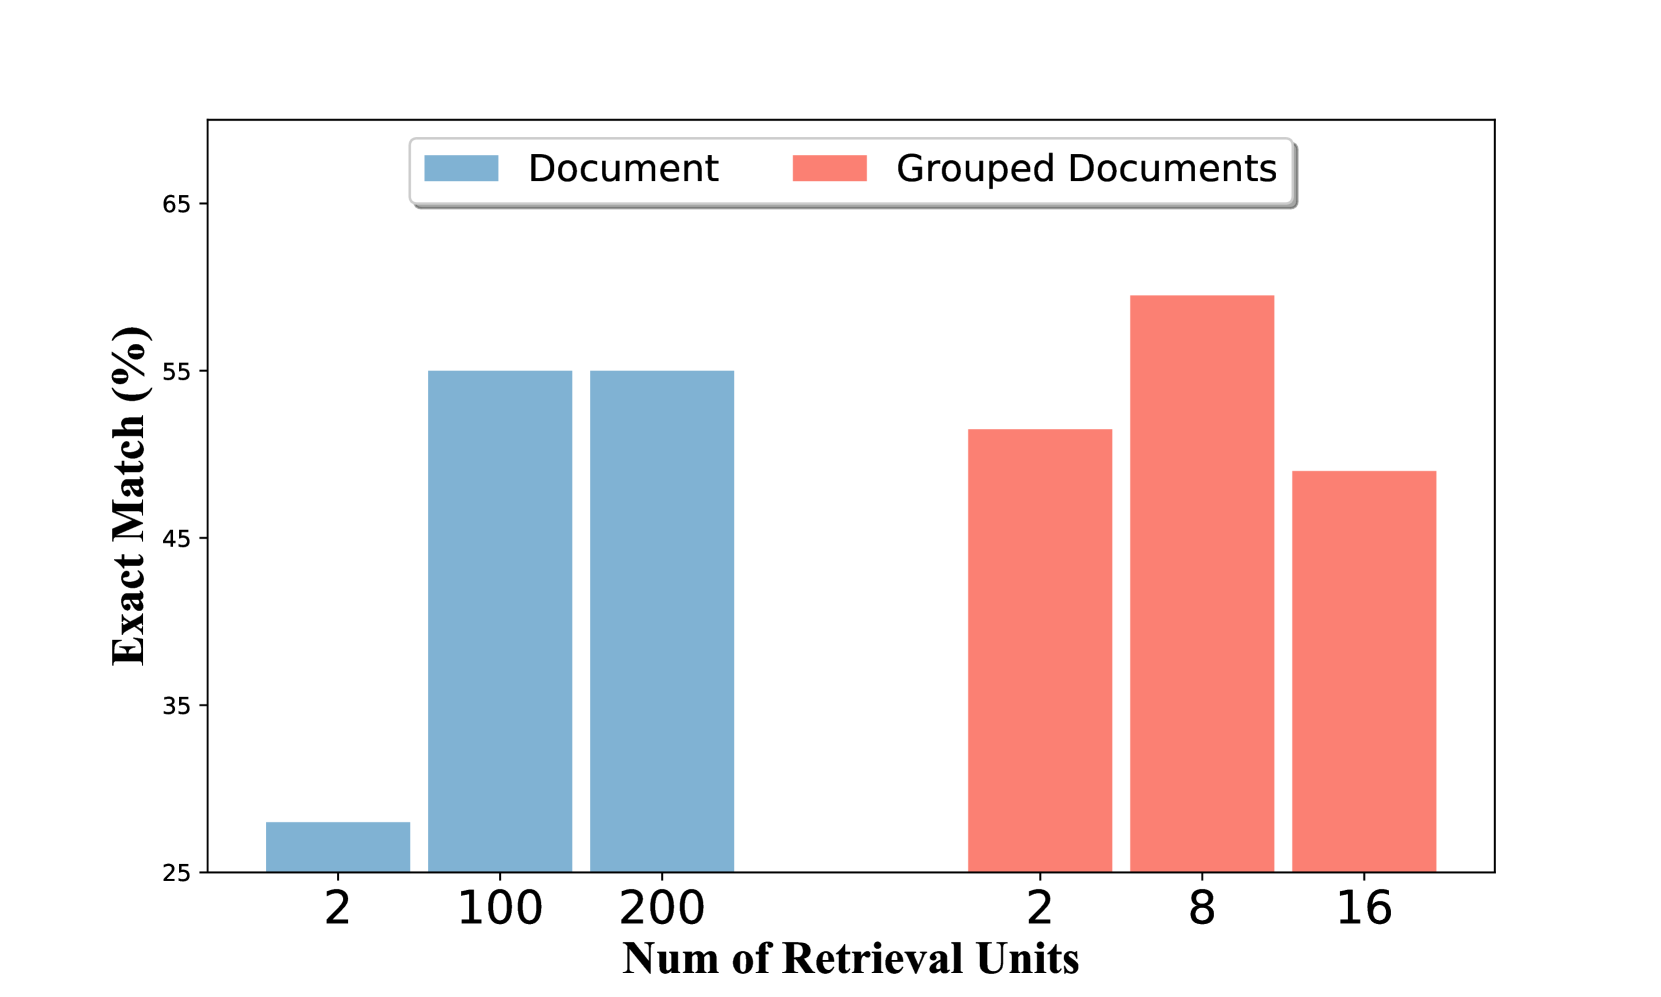 Document Grouped Documents
65
55
45
35
25
Exact Match (%)
2 100 200 2 8 16
Num of Retrieval Units